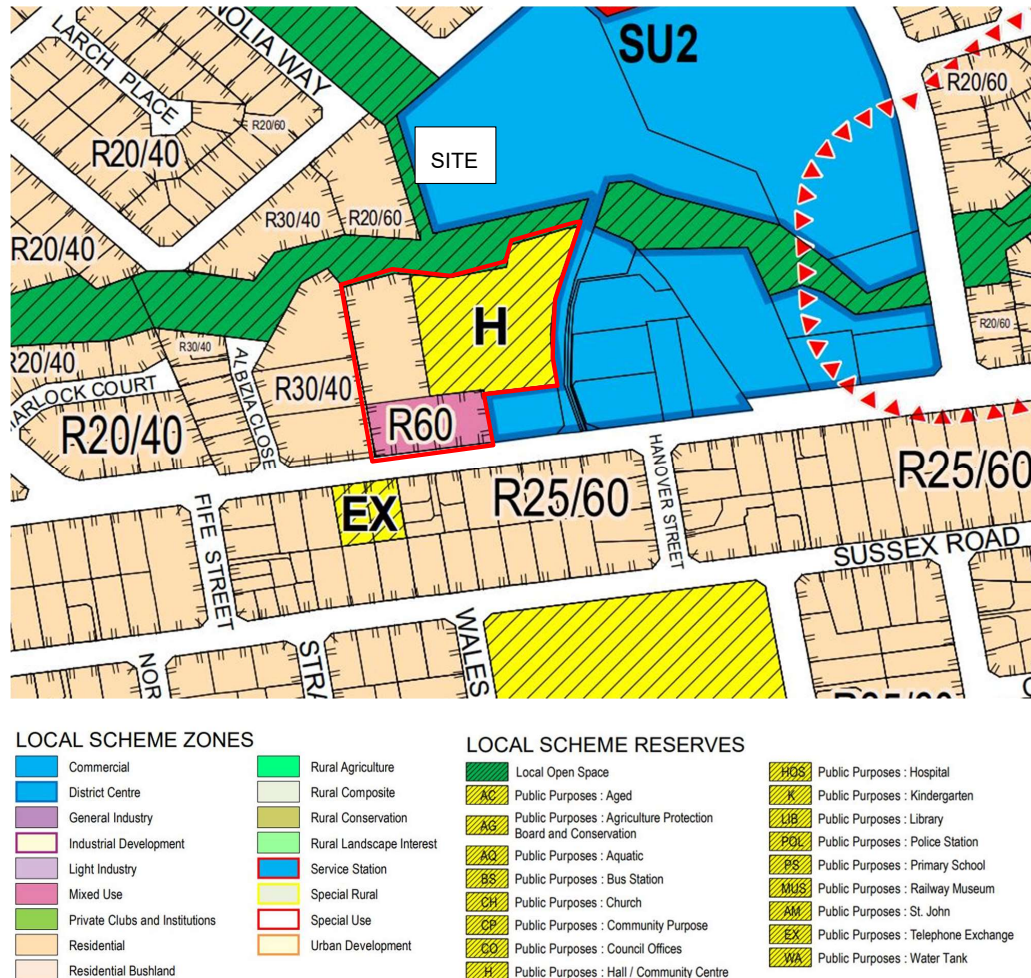 NOLIA WAY
LARCH PLACE
SU2
R20/60
R20/60
R20/40
SITE
R30/40
R20/60
R20/40
H
R20/60
R20/40
R30/40
ALBIZIA CLOSE
R30/40
ARLOCK COURT
R60
R20/40
HANOVER STREET
R25/60
EX
R25/60
FIFE STREET
SUSSEX ROAD
WALES
STRA
NOR
LOCAL SCHEME ZONES
Commercial
District Centre
General Industry
Industrial Development
Light Industry
Mixed Use
Private Clubs and Institutions
Residential
Residential Bushland
Rural Agriculture
Rural Composite
Rural Conservation
Rural Landscape Interest
Service Station
Special Rural
Special Use
Urban Development
LOCAL SCHEME RESERVES
Local Open Space
AC Public Purposes : Aged
AG Public Purposes : Agriculture Protection
Board and Conservation
AQ Public Purposes : Aquatic
BS Public Purposes : Bus Station
CH Public Purposes : Church
CP Public Purposes : Community Purpose
CO Public Purposes : Council Offices
H Public Purposes : Hall / Community Centre
HOS Public Purposes : Hospital
K Public Purposes : Kindergarten
LIB Public Purposes : Library
POL Public Purposes : Police Station
PS Public Purposes : Primary School
MUS Public Purposes : Railway Museum
AM Public Purposes : St. John
EX Public Purposes : Telephone Exchange
WA Public Purposes : Water Tank